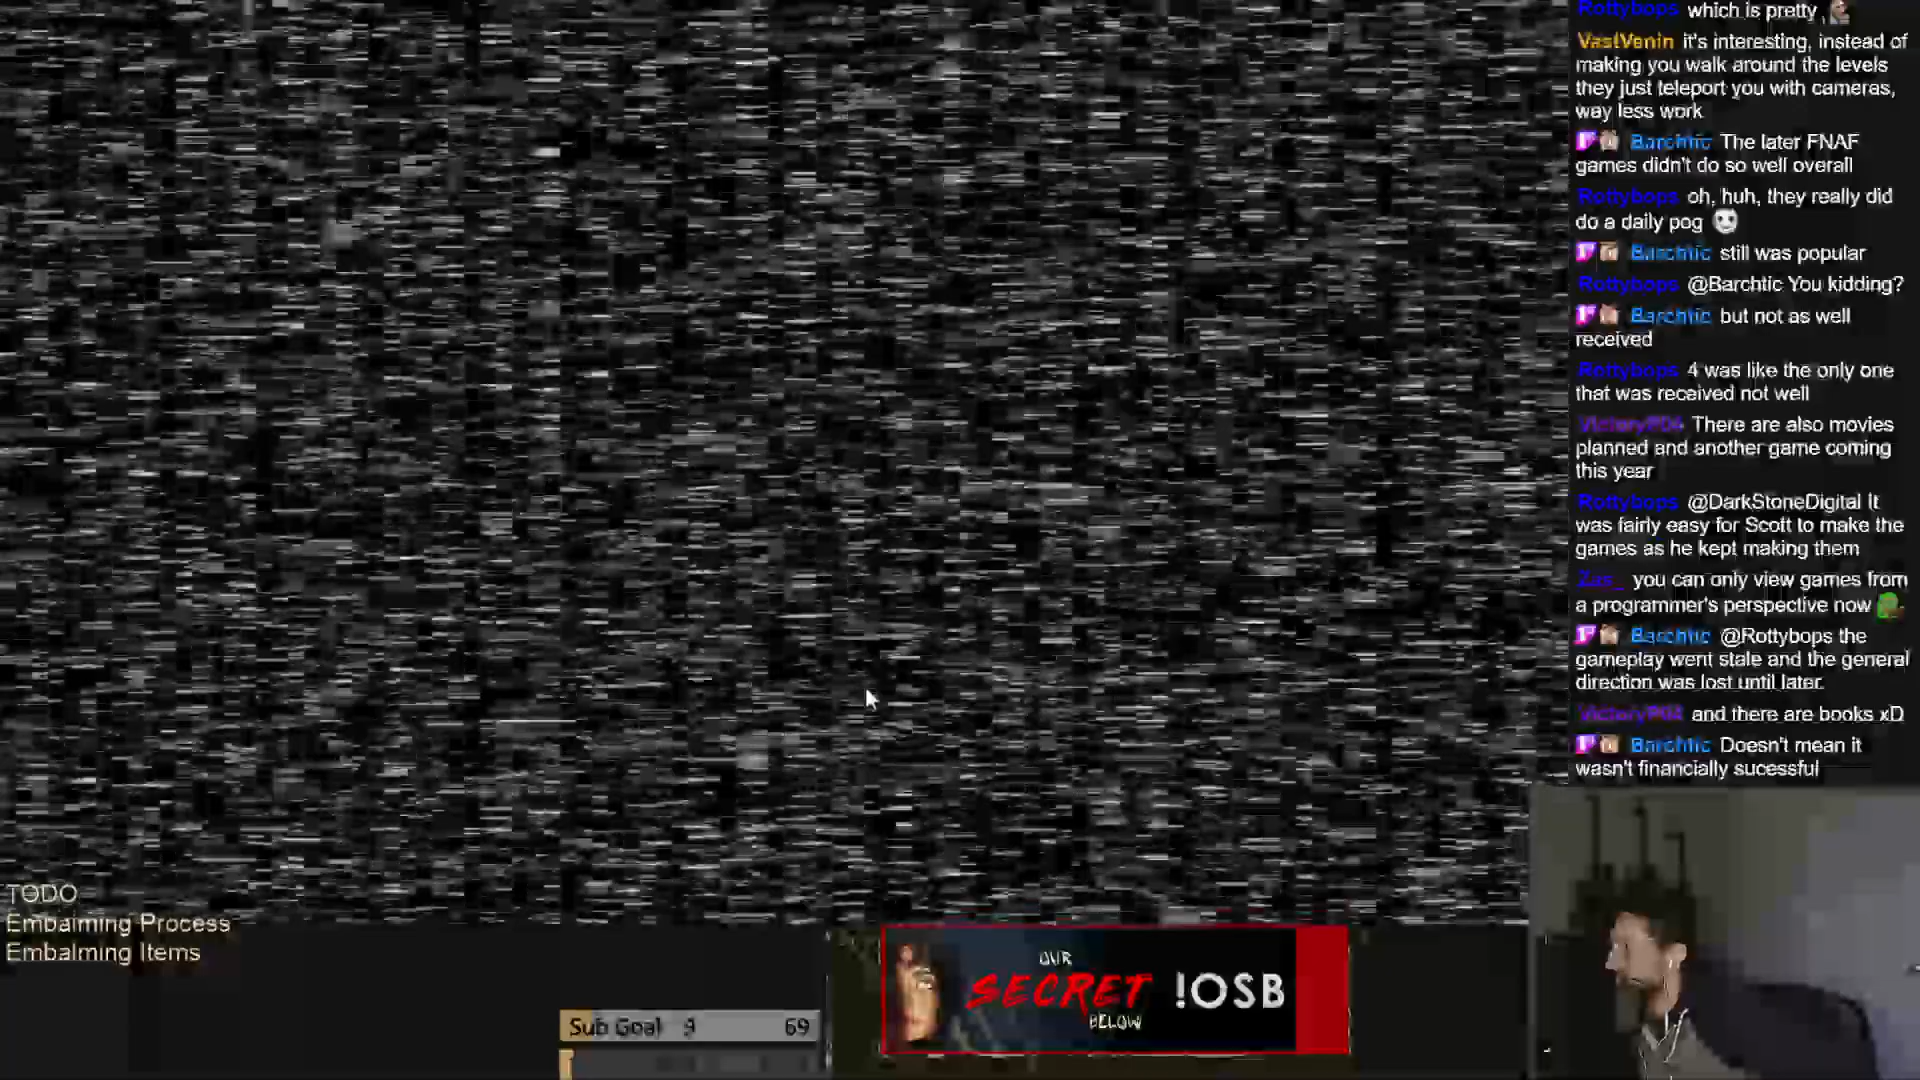 Rottybops which is pretty
VastVenin it's interesting, instead of
making you walk around the levels
they just teleport you with cameras,
way less work
Barchtic The later FNAF
games didn't do so well overall
Rottybops oh, huh, they really did
do a daily pog
Barchtic still was popular
Rottybops @Barchtic You kidding?
Barchtic but not as well
received
Rottybops 4 was like the only one
that was received not well
There are also movies
planned and another game coming
this year
Rottybops @DarkStoneDigital It
was fairly easy for Scott to make the
games as he kept making them
Zas_ you can only view games from
a programmer's perspective now
Barchtic @Rottybops the
gameplay went stale and the general
direction was lost until later.
and there are books xD
Barchtic Doesn't mean it
wasn't financially sucessful
TODO
Embalming Process
Embalming Items
Sub Goal 9 69
OUR
SECRET
BELOW
!OSB